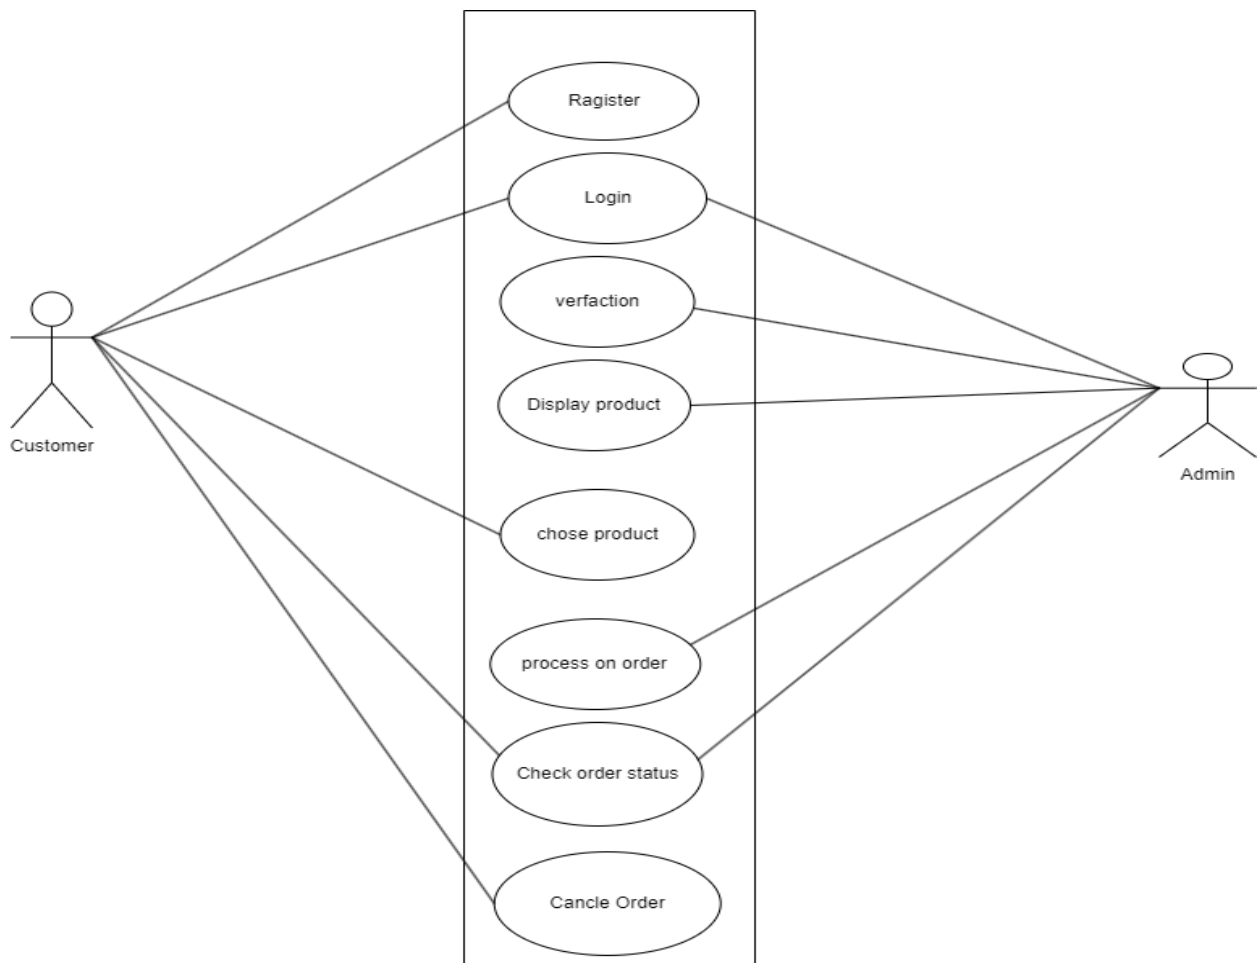 Ragister
Login
verfaction
Display product
Customer
Admin
chose product
process on order
Check order status
Cancle Order